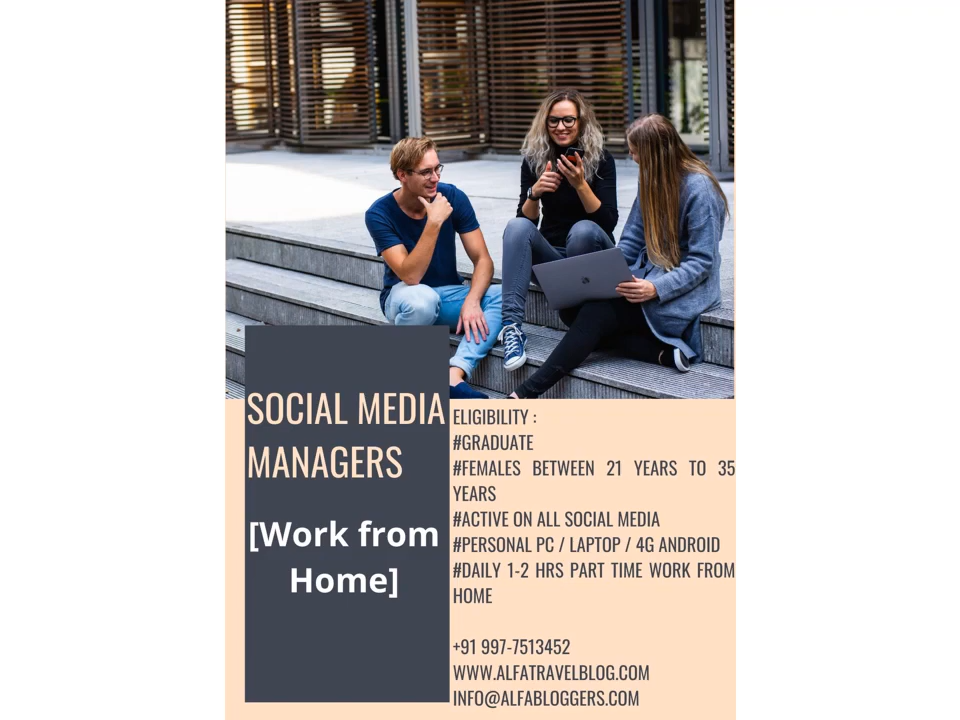 SOCIAL MEDIA
MANAGERS
[Work from
Home]
ELIGIBILITY :
#GRADUATE
#FEMALES BETWEEN 21 YEARS TO 35
YEARS
#ACTIVE ON ALL SOCIAL MEDIA
#PERSONAL PC / LAPTOP / 4G ANDROID
#DAILY 1-2 HRS PART TIME WORK FROM
HOME
+91 997-7513452
WWW.ALFATRAVELBLOG.COM
INFO@ALFABLOGGERS.COM